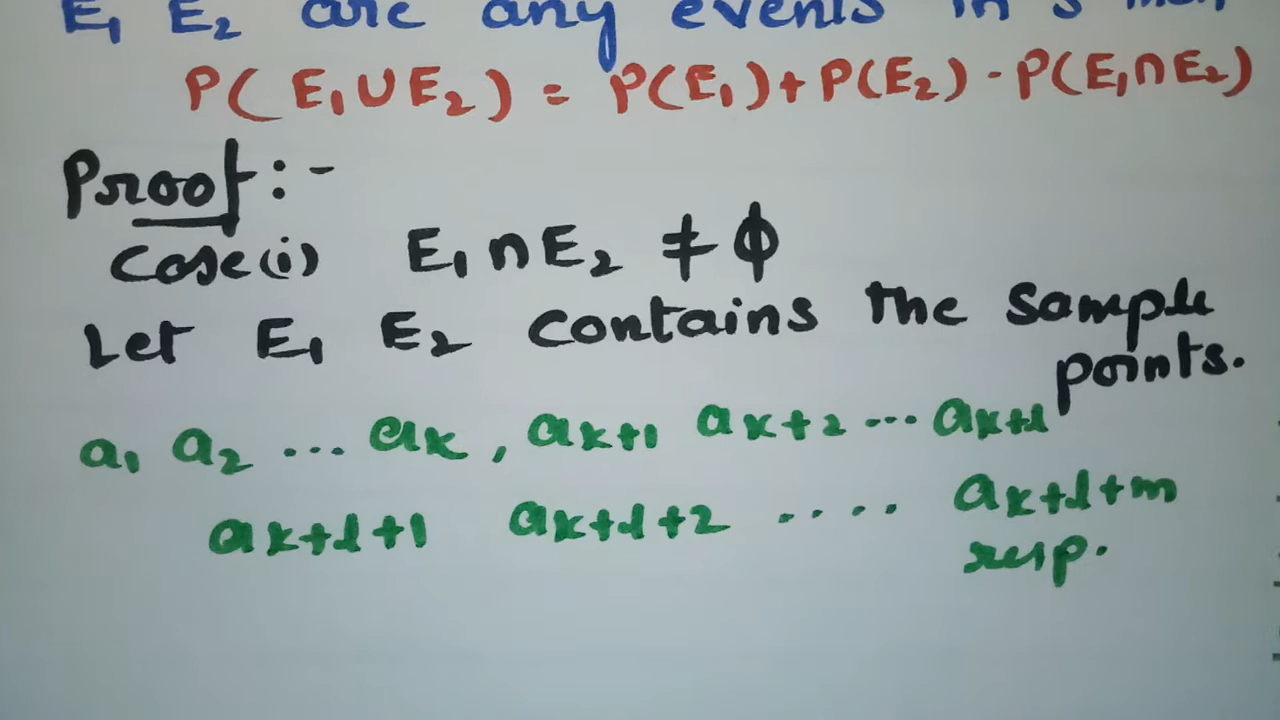 E₁ E₂ are any events in S then
P( E₁∪E₂ ) = P(E₁)+P(E₂) - P(E₁∩E₂)
Proof:-
Case(i) E₁∩E₂ ≠ ϕ
Let E₁ E₂ contains the sample
points.
a₁ a₂ ... aₖ , aₖ₊₁ aₖ₊₂ ... aₖ₊ₗ
aₖ₊ₗ₊₁ aₖ₊ₗ₊₂ .... aₖ₊ₗ₊ₘ
resp.